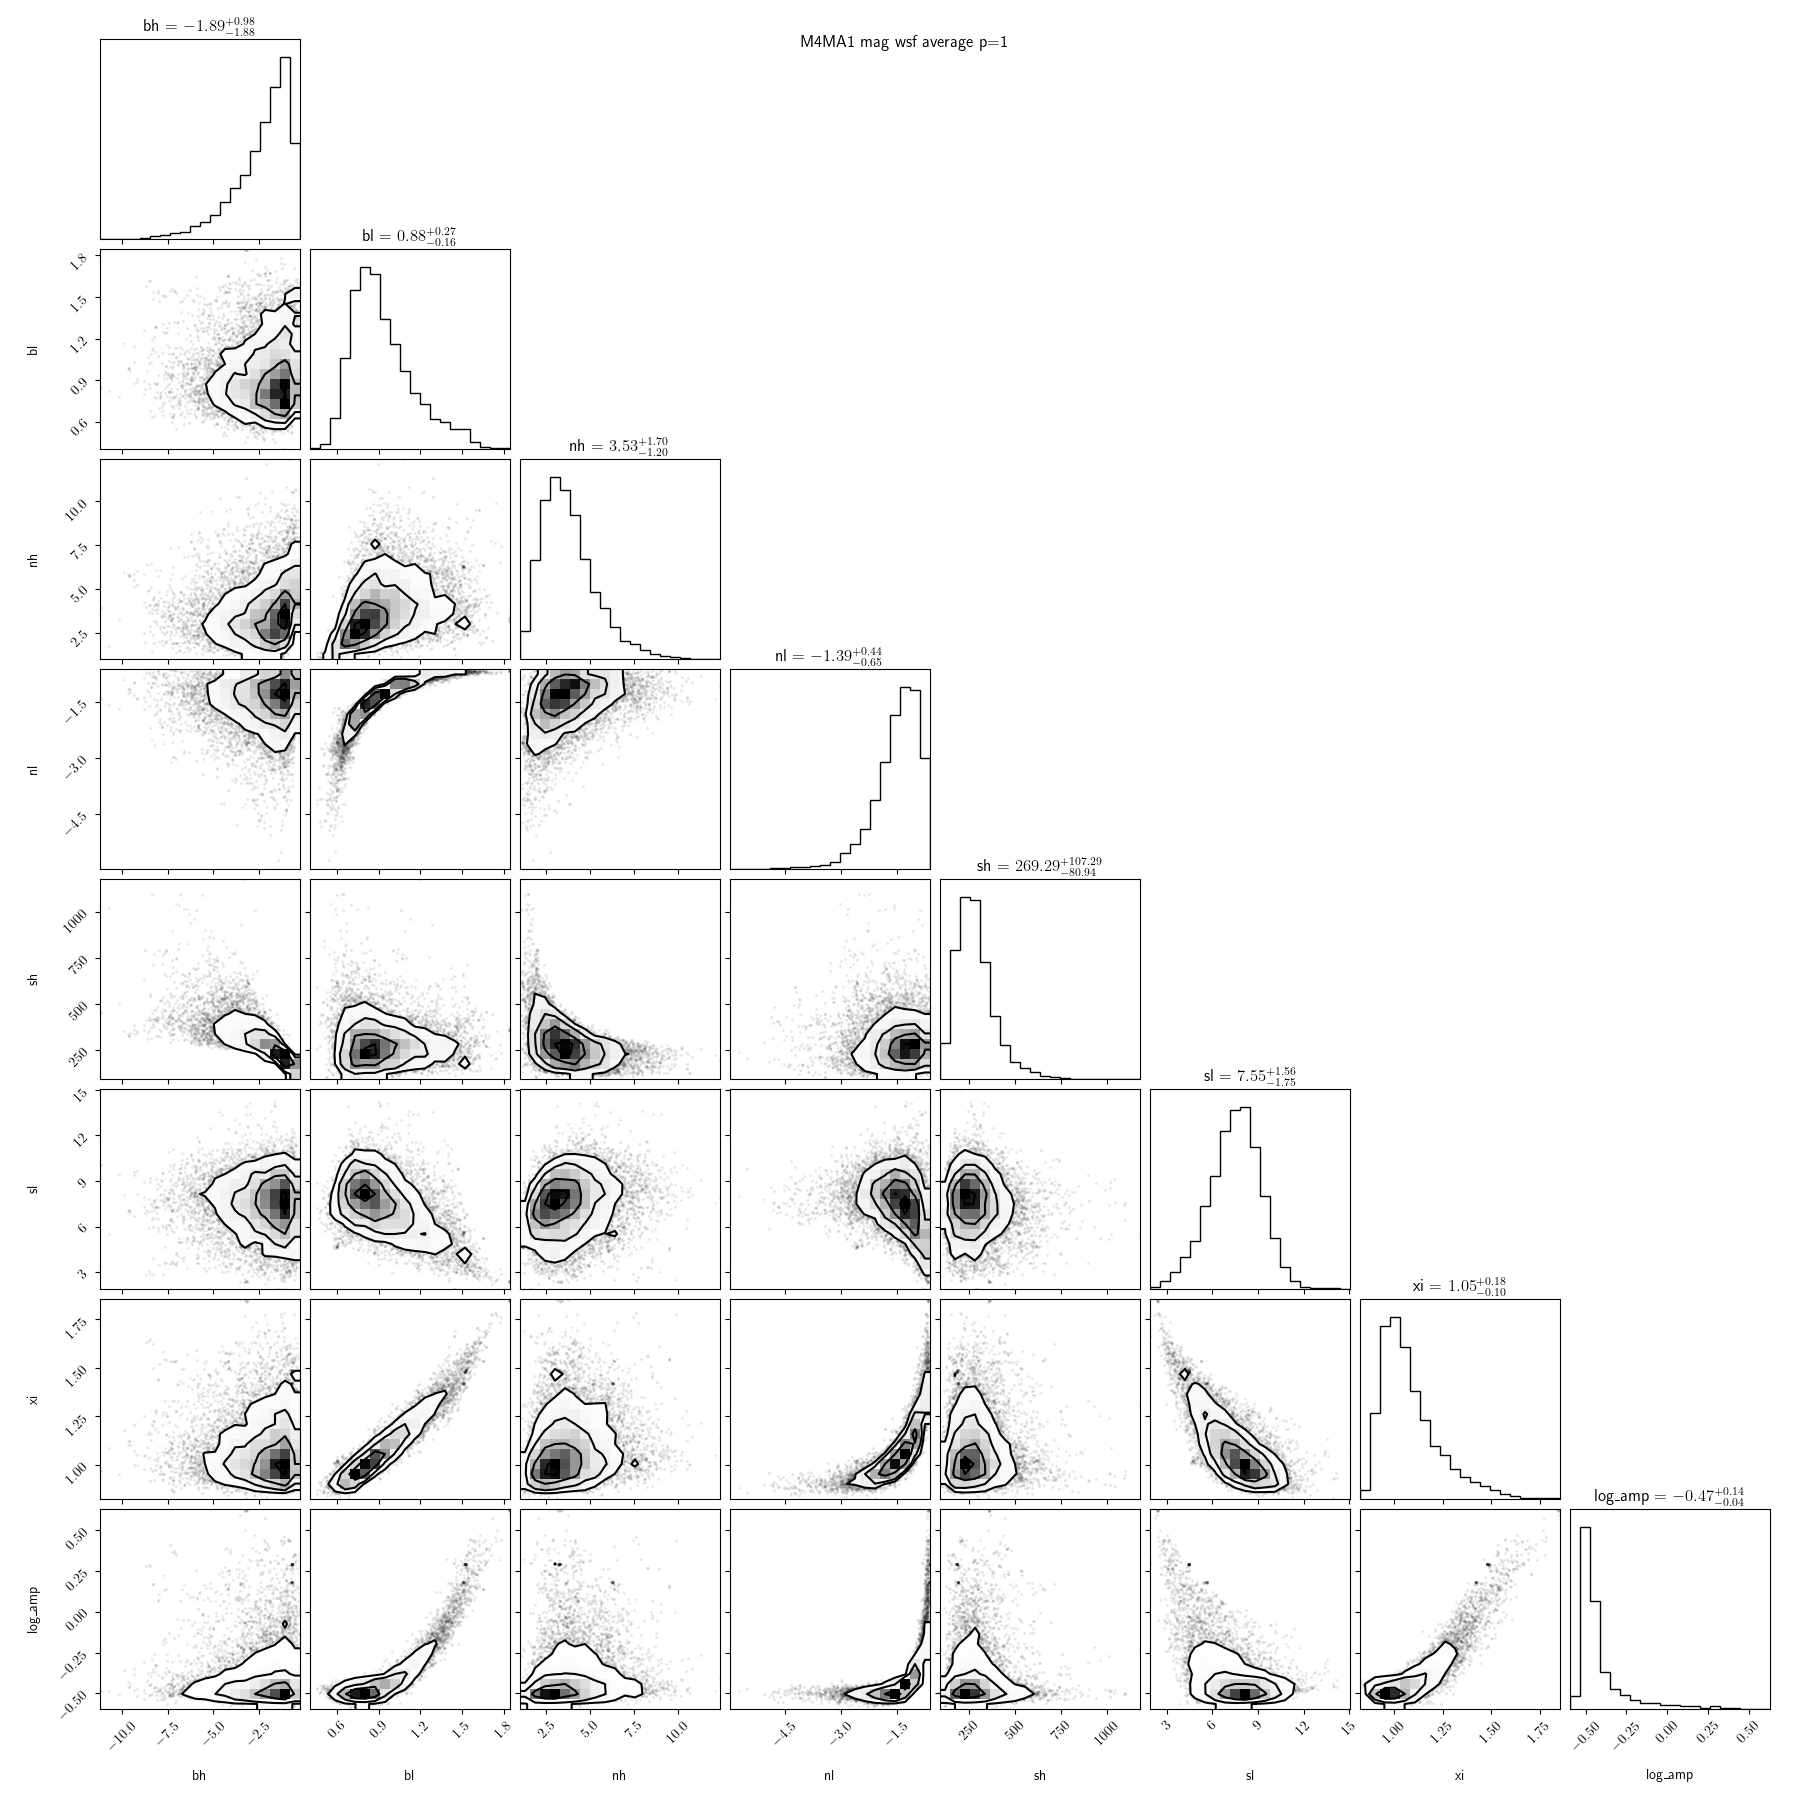 M4MA1 mag wsf average p=1
bh = −1.89+0.98−1.88
bl = 0.88+0.27−0.16
bl
1.8
1.5
1.2
0.9
0.6
nh = 3.53+1.70−1.20
nh
10.0
7.5
5.0
2.5
nl = −1.39+0.44−0.65
nl
−1.5
−3.0
−4.5
sh = 269.29+107.29−80.94
sh
1000
750
500
250
sl = 7.55+1.56−1.75
sl
15
12
9
6
3
xi = 1.05+0.18−0.10
xi
1.75
1.50
1.25
1.00
log_amp = −0.47+0.14−0.04
log_amp
0.50
0.25
0.00
−0.25
−0.50
−10.0 −7.5 −5.0 −2.5 0.6 0.9 1.2 1.5 1.8 2.5 5.0 7.5 10.0 −4.5 −3.0 −1.5 250 500 750 1000 3 6 9 12 15 1.00 1.25 1.50 1.75 −0.50 −0.25 0.00 0.25 0.50
bh bl nh nl sh sl xi log_amp